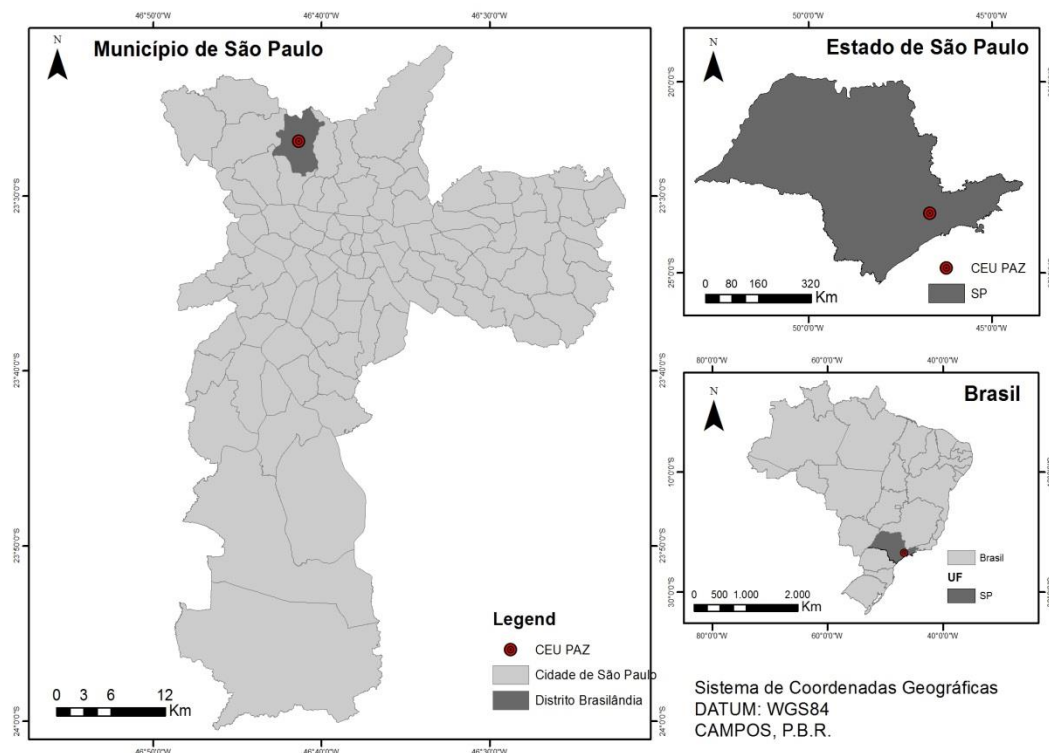 46°50'0"W
46°40'0"W
46°30'0"W
N
Município de São Paulo
23°30'0"S
23°40'0"S
23°50'0"S
24°0'0"S
Legend
CEU PAZ
Cidade de São Paulo
Distrito Brasilândia
0 3 6 12
Km
46°50'0"W
46°40'0"W
46°30'0"W
50°0'0"W
45°0'0"W
N
Estado de São Paulo
20°0'0"S
25°0'0"S
CEU PAZ
SP
0 80 160 320
Km
50°0'0"W
45°0'0"W
80°0'0"W
60°0'0"W
40°0'0"W
N
Brasil
10°0'0"S
30°0'0"S
Brasil
UF
SP
0 500 1.000 2.000
Km
80°0'0"W
60°0'0"W
40°0'0"W
Sistema de Coordenadas Geográficas
DATUM: WGS84
CAMPOS, P.B.R.